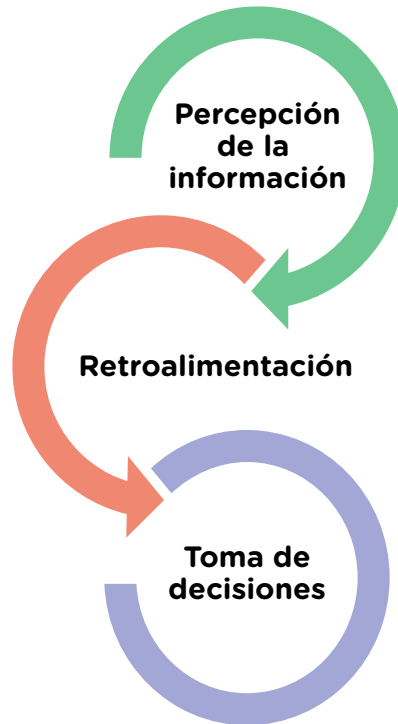 Percepción
de la
información
Retroalimentación
Toma de
decisiones